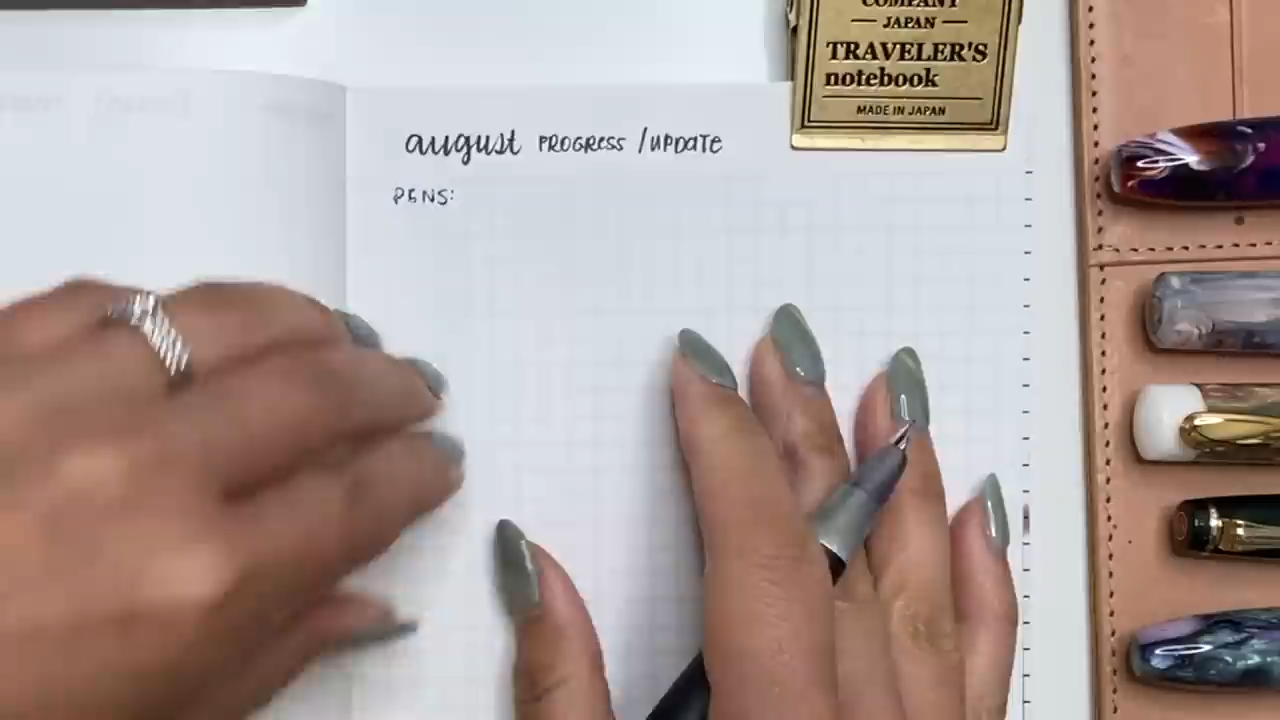 COMPANY
JAPAN
TRAVELER'S
notebook
MADE IN JAPAN
august PROGRESS / UPDATE
PENS: